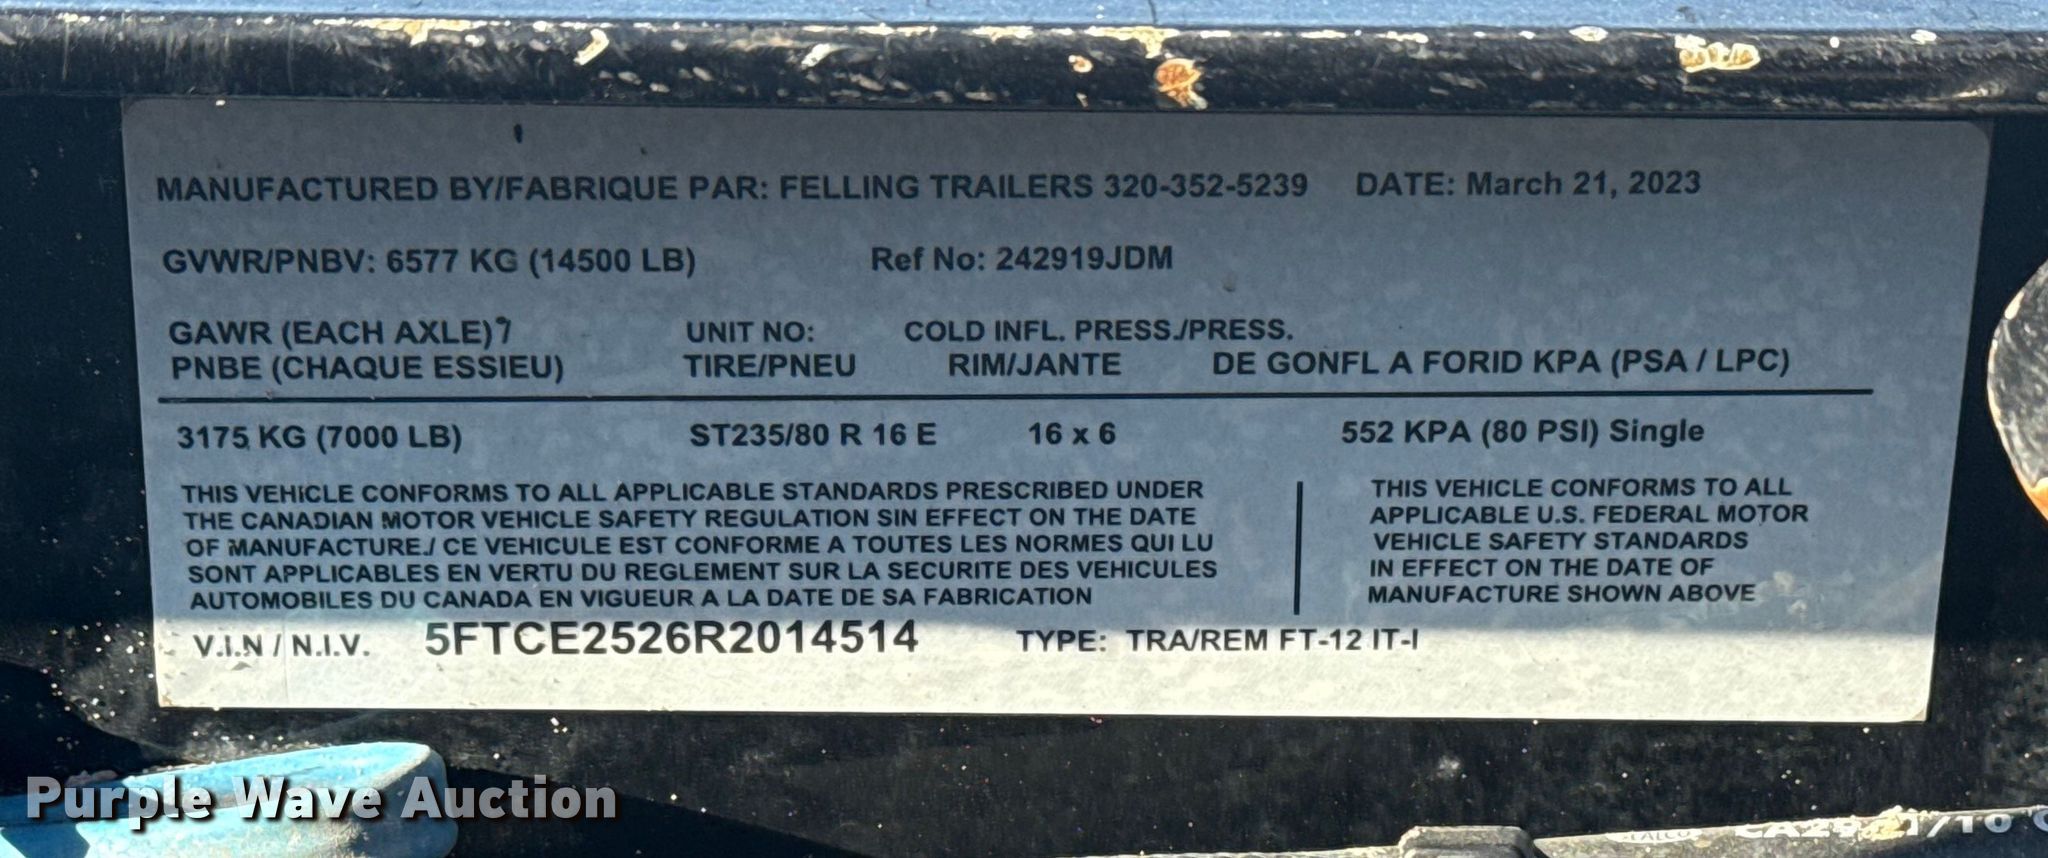 MANUFACTURED BY/FABRIQUE PAR: FELLING TRAILERS 320-352-5239 DATE: March 21, 2023
GVWR/PNBV: 6577 KG (14500 LB) Ref No: 242919JDM
GAWR (EACH AXLE)/ UNIT NO: COLD INFL. PRESS./PRESS.
PNBE (CHAQUE ESSIEU) TIRE/PNEU RIM/JANTE DE GONFL A FORID KPA (PSA / LPC)
3175 KG (7000 LB) ST235/80 R 16 E 16 x 6 552 KPA (80 PSI) Single
THIS VEHICLE CONFORMS TO ALL APPLICABLE STANDARDS PRESCRIBED UNDER
THE CANADIAN MOTOR VEHICLE SAFETY REGULATION SIN EFFECT ON THE DATE
OF MANUFACTURE./ CE VEHICULE EST CONFORME A TOUTES LES NORMES QUI LU
SONT APPLICABLES EN VERTU DU REGLEMENT SUR LA SECURITE DES VEHICULES
AUTOMOBILES DU CANADA EN VIGUEUR A LA DATE DE SA FABRICATION
THIS VEHICLE CONFORMS TO ALL
APPLICABLE U.S. FEDERAL MOTOR
VEHICLE SAFETY STANDARDS
IN EFFECT ON THE DATE OF
MANUFACTURE SHOWN ABOVE
V.I.N / N.I.V. 5FTCE2526R2014514 TYPE: TRA/REM FT-12 IT-I
Purple Wave Auction